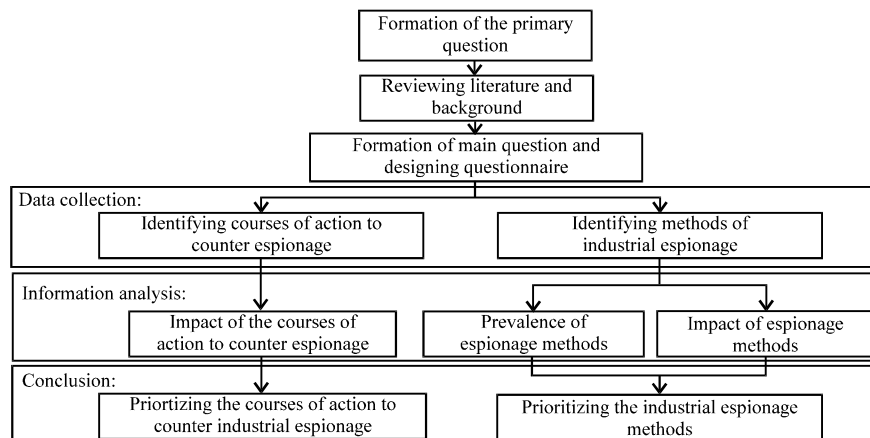 Formation of the primary
question
Reviewing literature and
background
Formation of main question and
designing questionnaire
Data collection:
Identifying courses of action to
counter espionage
Identifying methods of
industrial espionage
Information analysis:
Impact of the courses of
action to counter espionage
Prevalence of
espionage methods
Impact of espionage
methods
Conclusion:
Priortizing the courses of action to
counter industrial espionage
Prioritizing the industrial espionage
methods